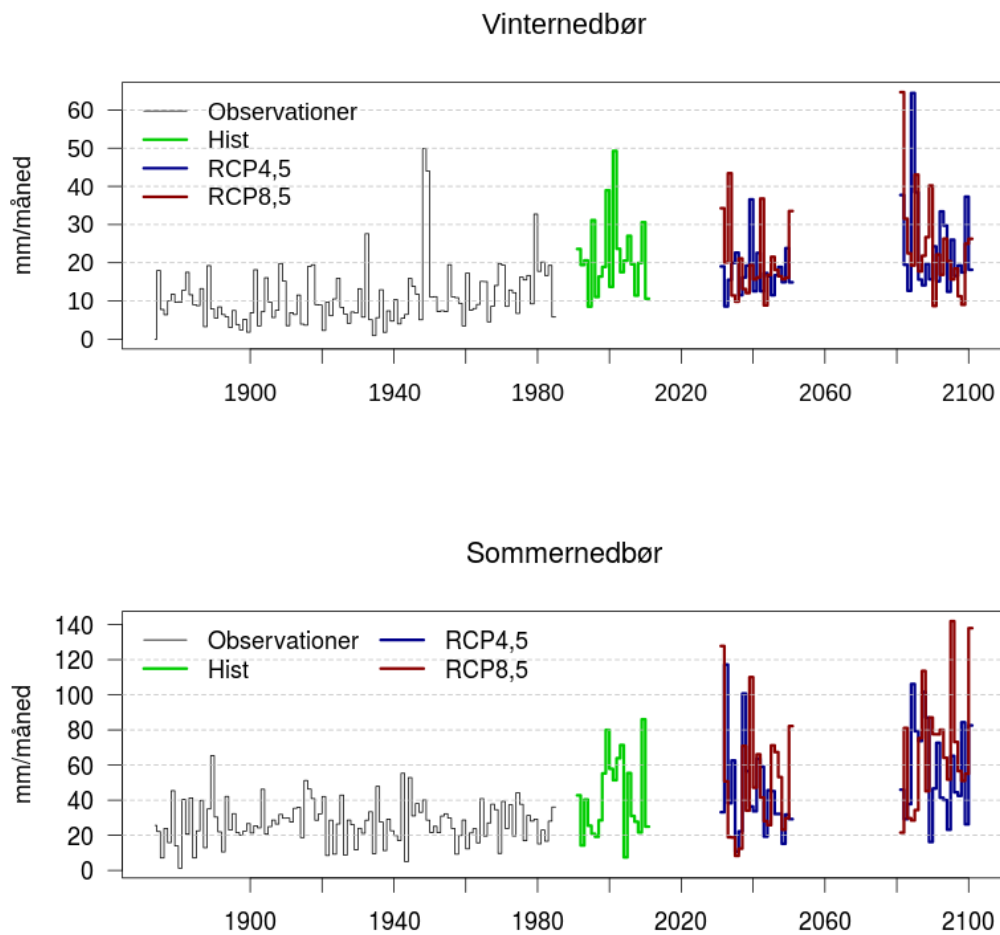 Vinternedbør
mm/måned
60
50
40
30
20
10
0
Observationer
Hist
RCP4,5
RCP8,5
1900 1940 1980 2020 2060 2100
Sommernedbør
mm/måned
140
120
100
80
60
40
20
0
Observationer RCP4,5
Hist RCP8,5
1900 1940 1980 2020 2060 2100